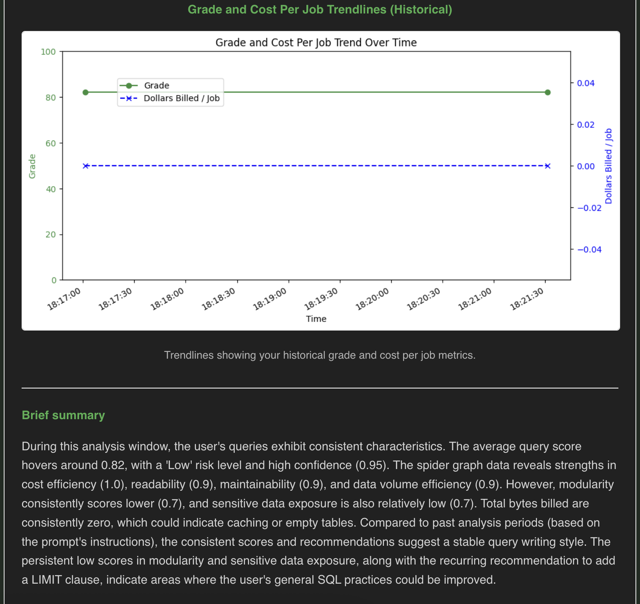 Grade and Cost Per Job Trendlines (Historical)
Grade and Cost Per Job Trend Over Time
100
80
60
40
20
0
Grade
Grade
Dollars Billed / Job
0.04
0.02
0.00
−0.02
−0.04
Dollars Billed / Job
18:17:00
18:17:30
18:18:00
18:18:30
18:19:00
18:19:30
18:20:00
18:20:30
18:21:00
18:21:30
Time
Trendlines showing your historical grade and cost per job metrics.
Brief summary
During this analysis window, the user's queries exhibit consistent characteristics. The average query score
hovers around 0.82, with a 'Low' risk level and high confidence (0.95). The spider graph data reveals strengths in
cost efficiency (1.0), readability (0.9), maintainability (0.9), and data volume efficiency (0.9). However, modularity
consistently scores lower (0.7), and sensitive data exposure is also relatively low (0.7). Total bytes billed are
consistently zero, which could indicate caching or empty tables. Compared to past analysis periods (based on
the prompt's instructions), the consistent scores and recommendations suggest a stable query writing style. The
persistent low scores in modularity and sensitive data exposure, along with the recurring recommendation to add
a LIMIT clause, indicate areas where the user's general SQL practices could be improved.